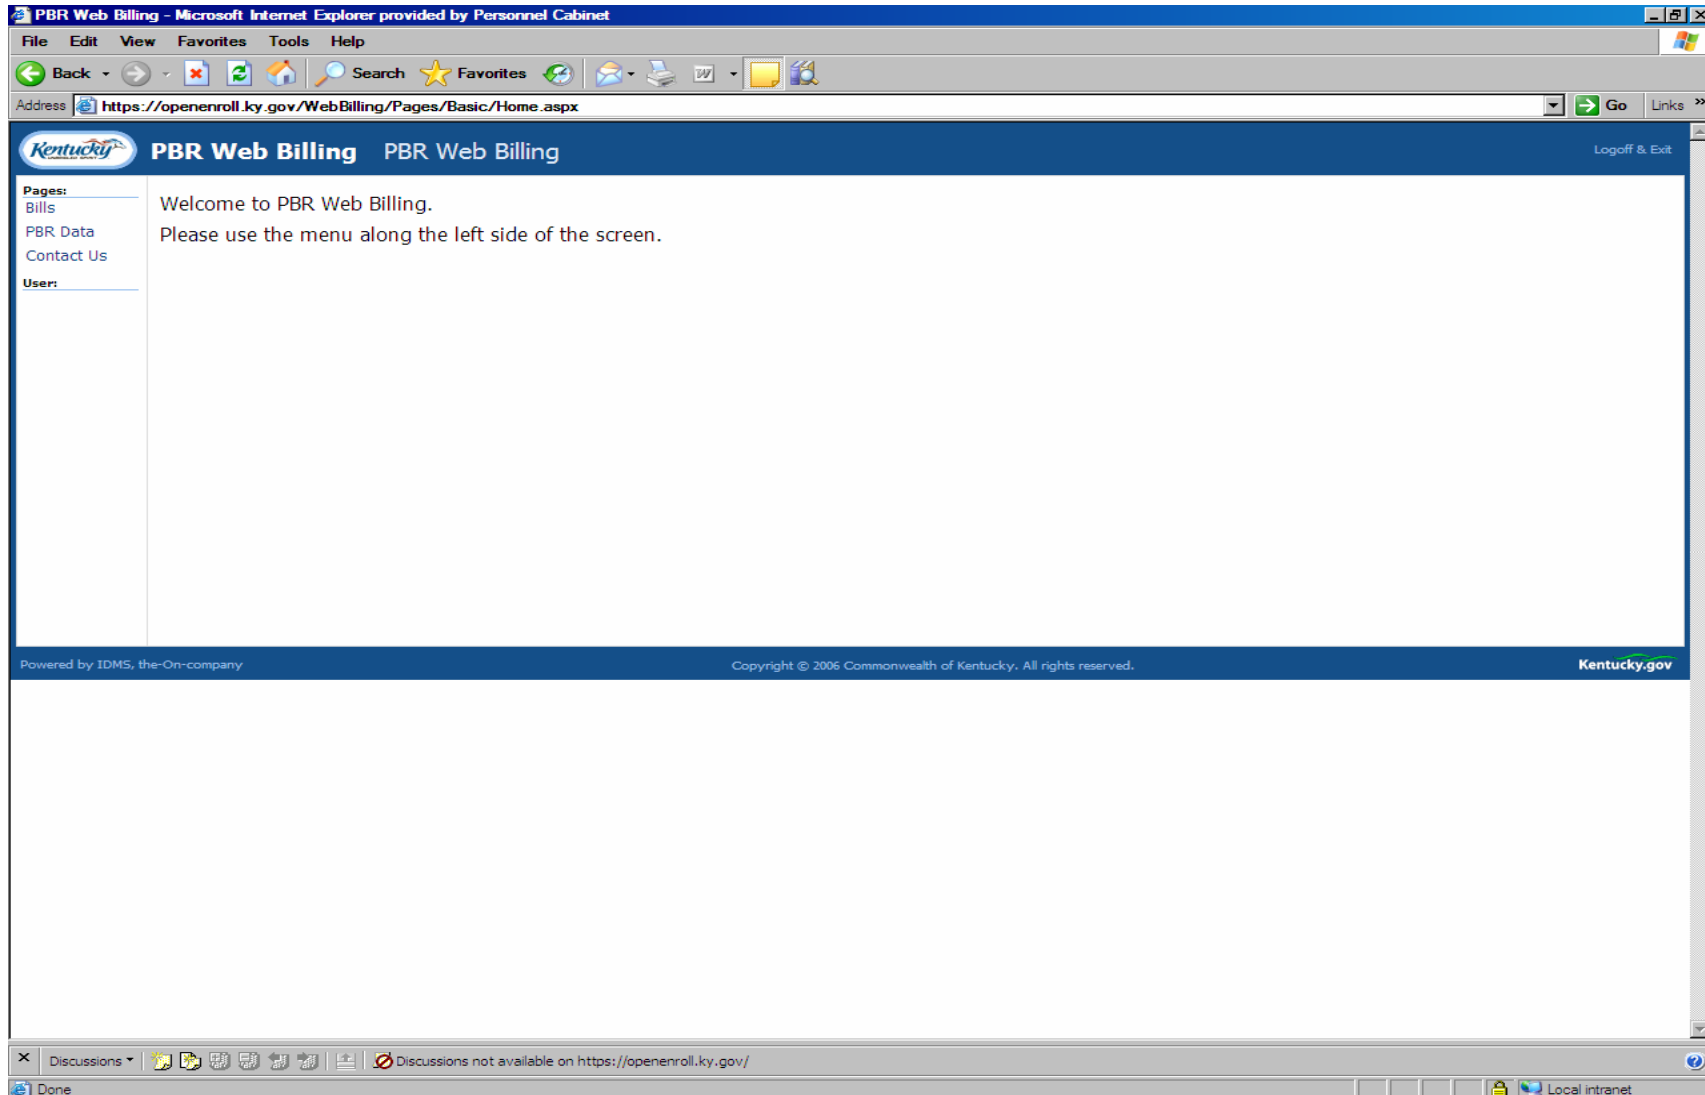 PBR Web Billing - Microsoft Internet Explorer provided by Personnel Cabinet
File Edit View Favorites Tools Help
Back Search Favorites
Address https://openenroll.ky.gov/WebBilling/Pages/Basic/Home.aspx Go Links »
Kentucky PBR Web Billing PBR Web Billing Logoff & Exit
Pages:
Bills
PBR Data
Contact Us
User:
Welcome to PBR Web Billing.
Please use the menu along the left side of the screen.
Powered by IDMS, the-On-company Copyright © 2006 Commonwealth of Kentucky. All rights reserved. Kentucky.gov
Discussions Discussions not available on https://openenroll.ky.gov/
Done Local intranet